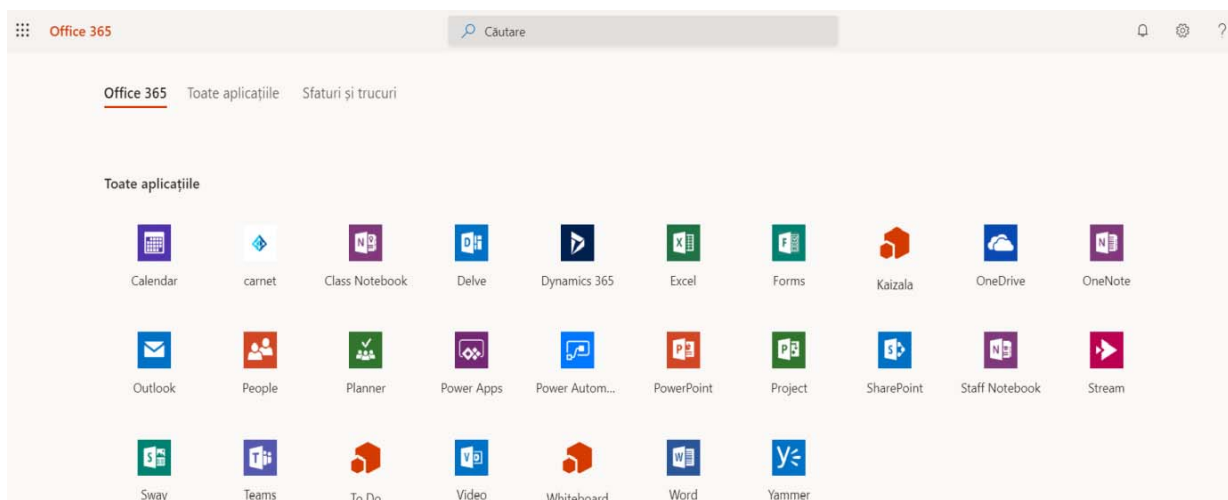 Office 365 Căutare ?
Office 365 Toate aplicațiile Sfaturi și trucuri
Toate aplicațiile
Calendar carnet Class Notebook Delve Dynamics 365 Excel Forms Kaizala OneDrive OneNote
Outlook People Planner Power Apps Power Autom... PowerPoint Project SharePoint Staff Notebook Stream
Sway Teams To Do Video Whiteboard Word Yammer